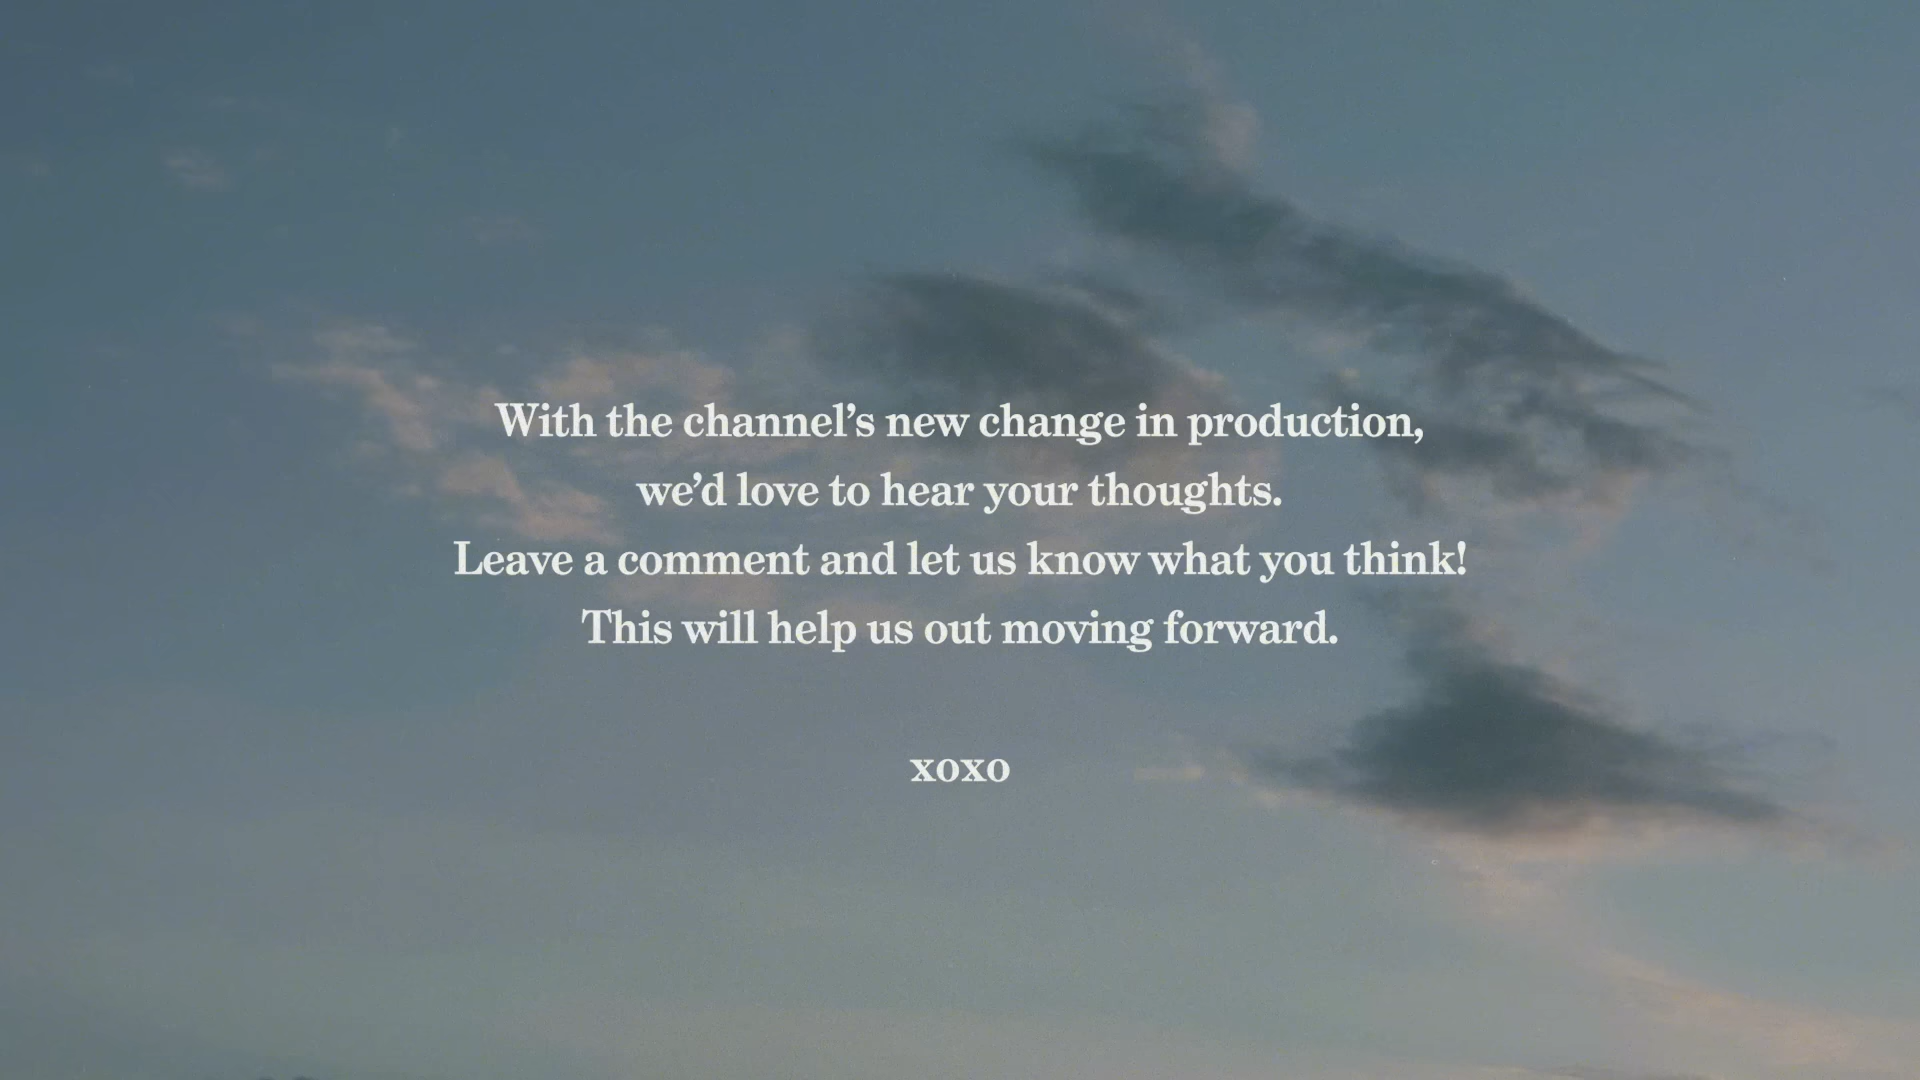 With the channel’s new change in production,
we’d love to hear your thoughts.
Leave a comment and let us know what you think!
This will help us out moving forward.
xoxo